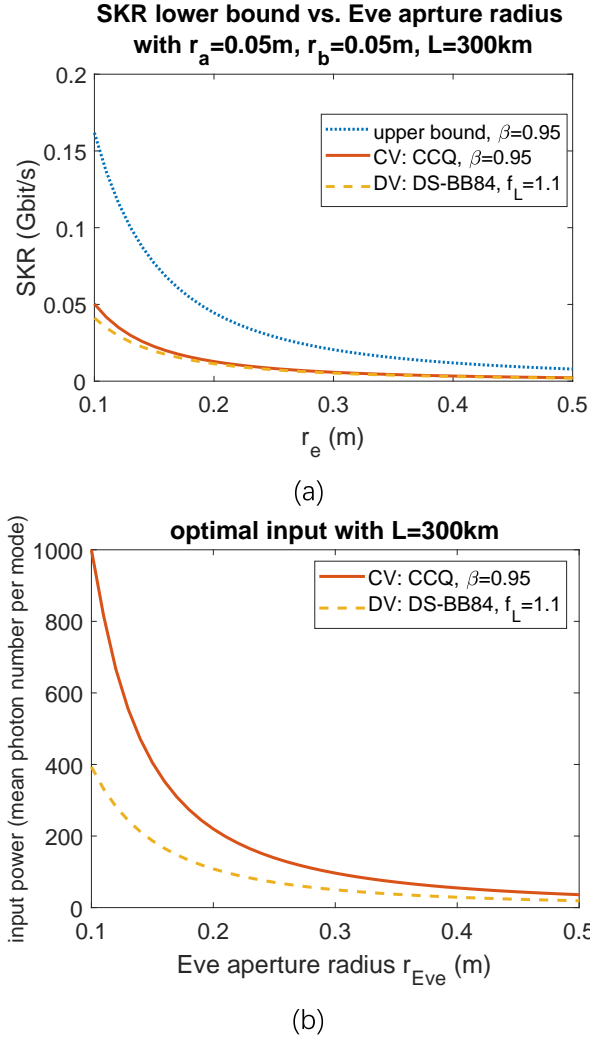 SKR lower bound vs. Eve aprture radius
with r_a=0.05m, r_b=0.05m, L=300km
0.2
0.15
0.1
0.05
0
SKR (Gbit/s)
upper bound, β=0.95
CV: CCQ, β=0.95
DV: DS-BB84, f_L=1.1
0.1 0.2 0.3 0.4 0.5
r_e (m)
(a)
optimal input with L=300km
1000
800
600
400
200
0
input power (mean photon number per mode)
CV: CCQ, β=0.95
DV: DS-BB84, f_L=1.1
0.1 0.2 0.3 0.4 0.5
Eve aperture radius r_Eve (m)
(b)